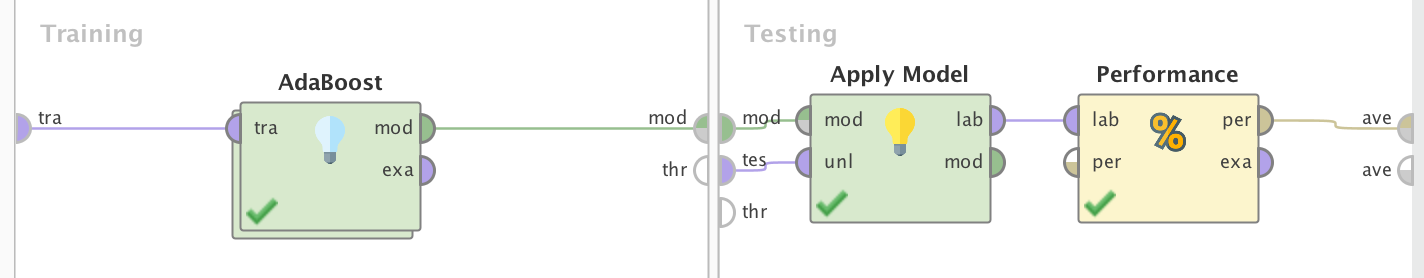 Training
AdaBoost
tra
tra
mod
exa
mod
thr
Testing
Apply Model
mod
tes
thr
mod
unl
lab
mod
Performance
lab
per
per
exa
ave
ave